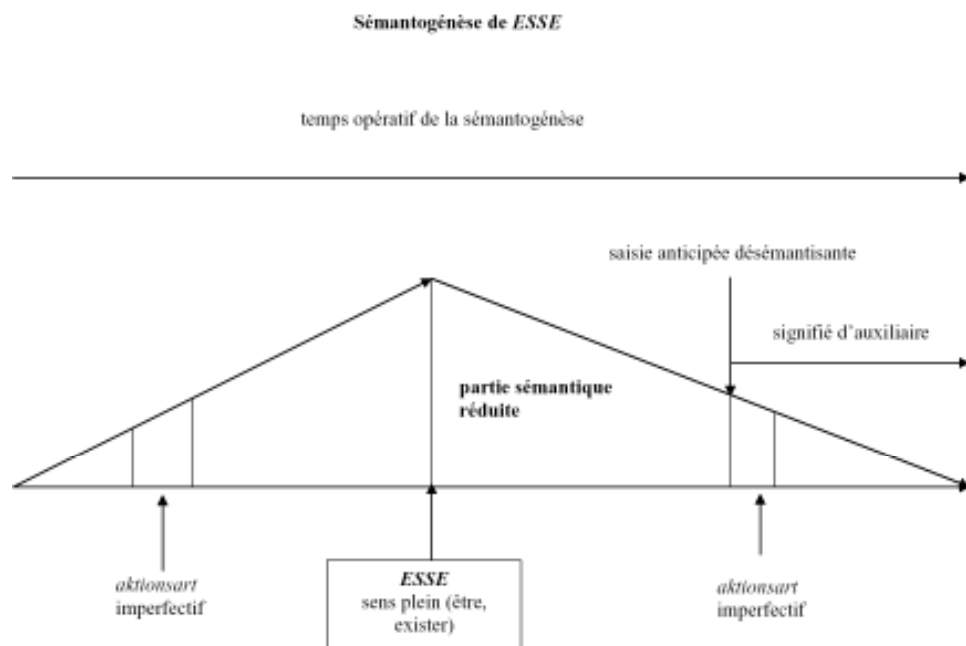 Sémantogénèse de ESSE
temps opératif de la sémantogénèse
saisie anticipée désémantisante
signifié d'auxiliaire
partie sémantique
réduite
aktionsart
imperfectif
ESSE
sens plein (être,
exister)
aktionsart
imperfectif